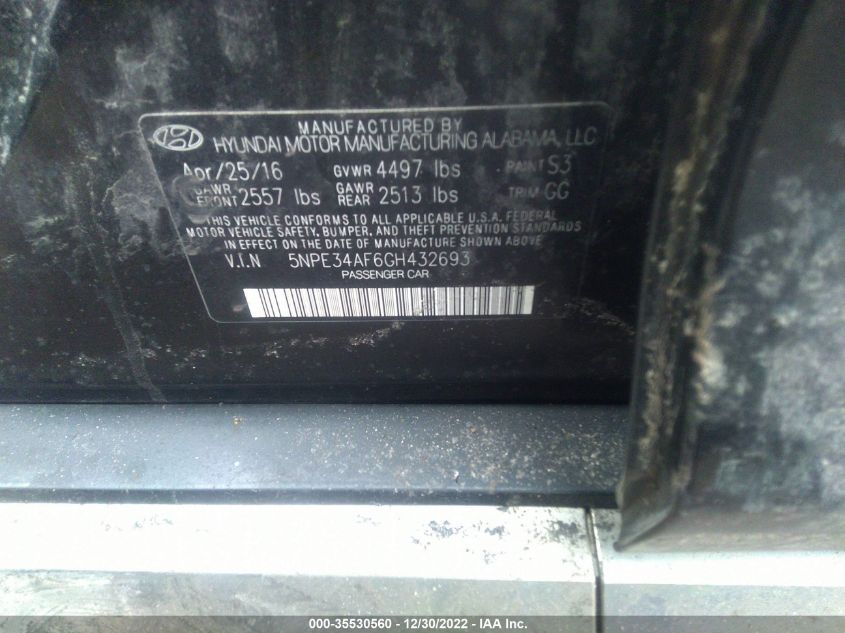 MANUFACTURED BY
HYUNDAI MOTOR MANUFACTURING ALABAMA, LLC
Apr/25/16 GVWR 4497 lbs PAINT S3
GAWR FRONT 2557 lbs GAWR REAR 2513 lbs TRIM GG
THIS VEHICLE CONFORMS TO ALL APPLICABLE U.S.A. FEDERAL
MOTOR VEHICLE SAFETY, BUMPER, AND THEFT PREVENTION STANDARDS
IN EFFECT ON THE DATE OF MANUFACTURE SHOWN ABOVE
V.I.N 5NPE34AF6GH432693
PASSENGER CAR
000-35530560 - 12/30/2022 - IAA Inc.